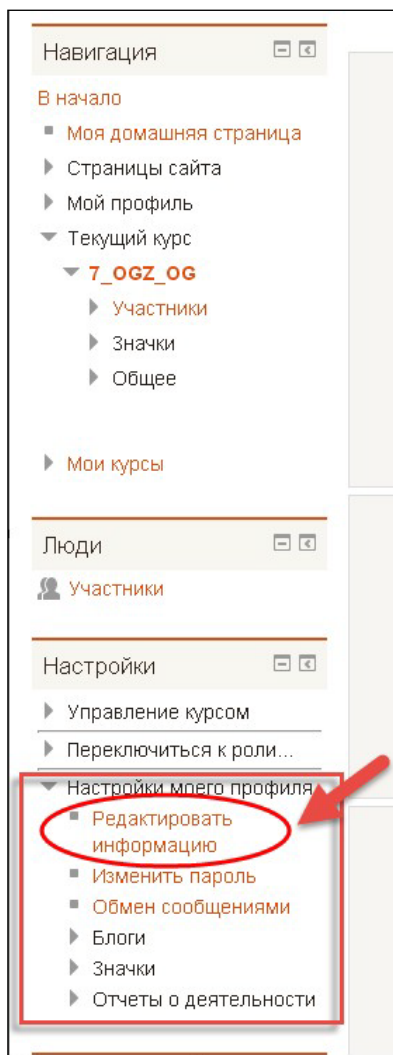 Навигация
В начало
Моя домашняя страница
Страницы сайта
Мой профиль
Текущий курс
7_OGZ_OG
Участники
Значки
Общее
Мои курсы
Люди
Участники
Настройки
Управление курсом
Переключиться к роли...
Настройки моего профиля
Редактировать
информацию
Изменить пароль
Обмен сообщениями
Блоги
Значки
Отчеты о деятельности